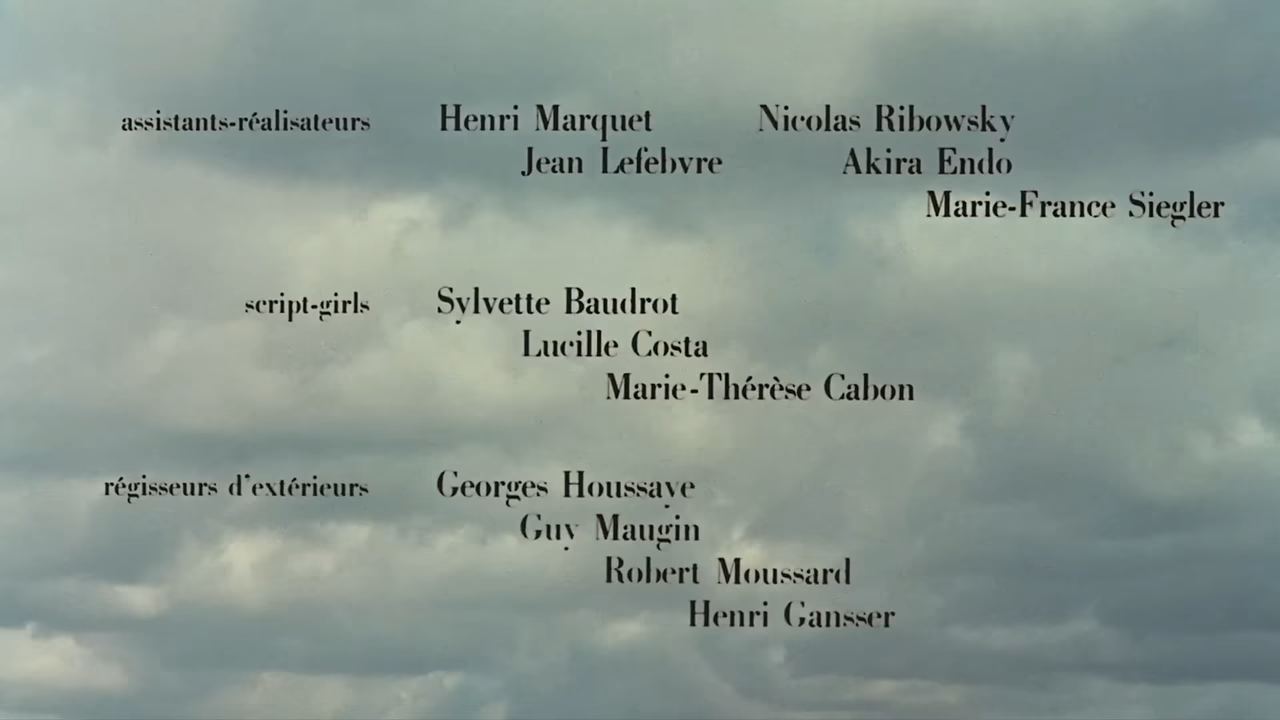 assistants-réalisateurs Henri Marquet Nicolas Ribowsky
Jean Lefebvre Akira Endo
Marie-France Siegler
script-girls Sylvette Baudrot
Lucille Costa
Marie-Thérèse Cabon
régisseurs d'extérieurs Georges Houssaye
Guy Maugin
Robert Moussard
Henri Gansser